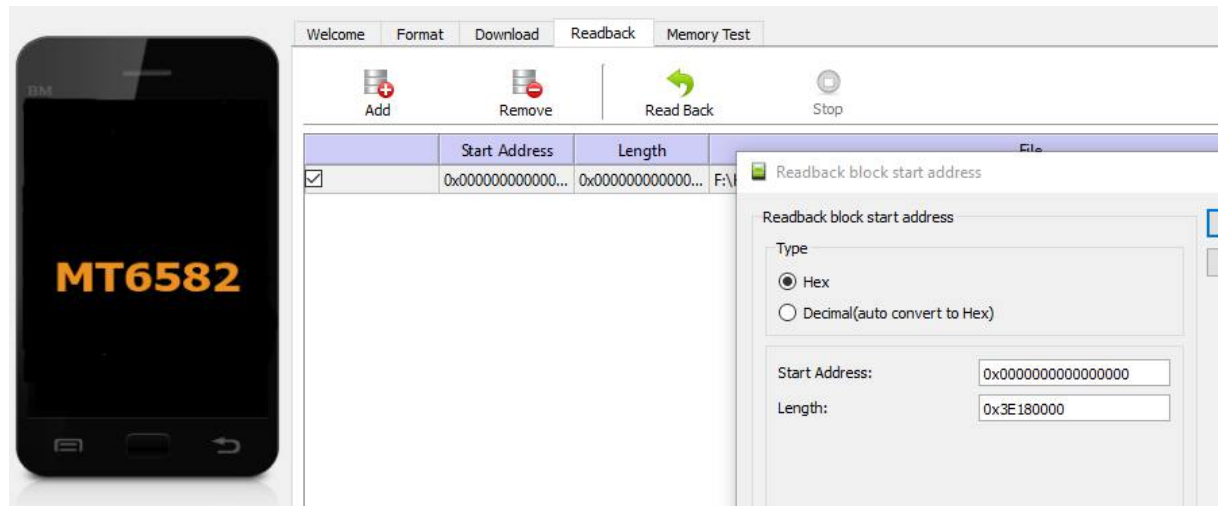 Welcome Format Download Readback Memory Test
BM
Add Remove Read Back Stop
Start Address Length File
0x000000000000... 0x000000000000... F:\
Readback block start address
Readback block start address
Type
Hex
Decimal(auto convert to Hex)
MT6582
Start Address: 0x0000000000000000
Length: 0x3E180000